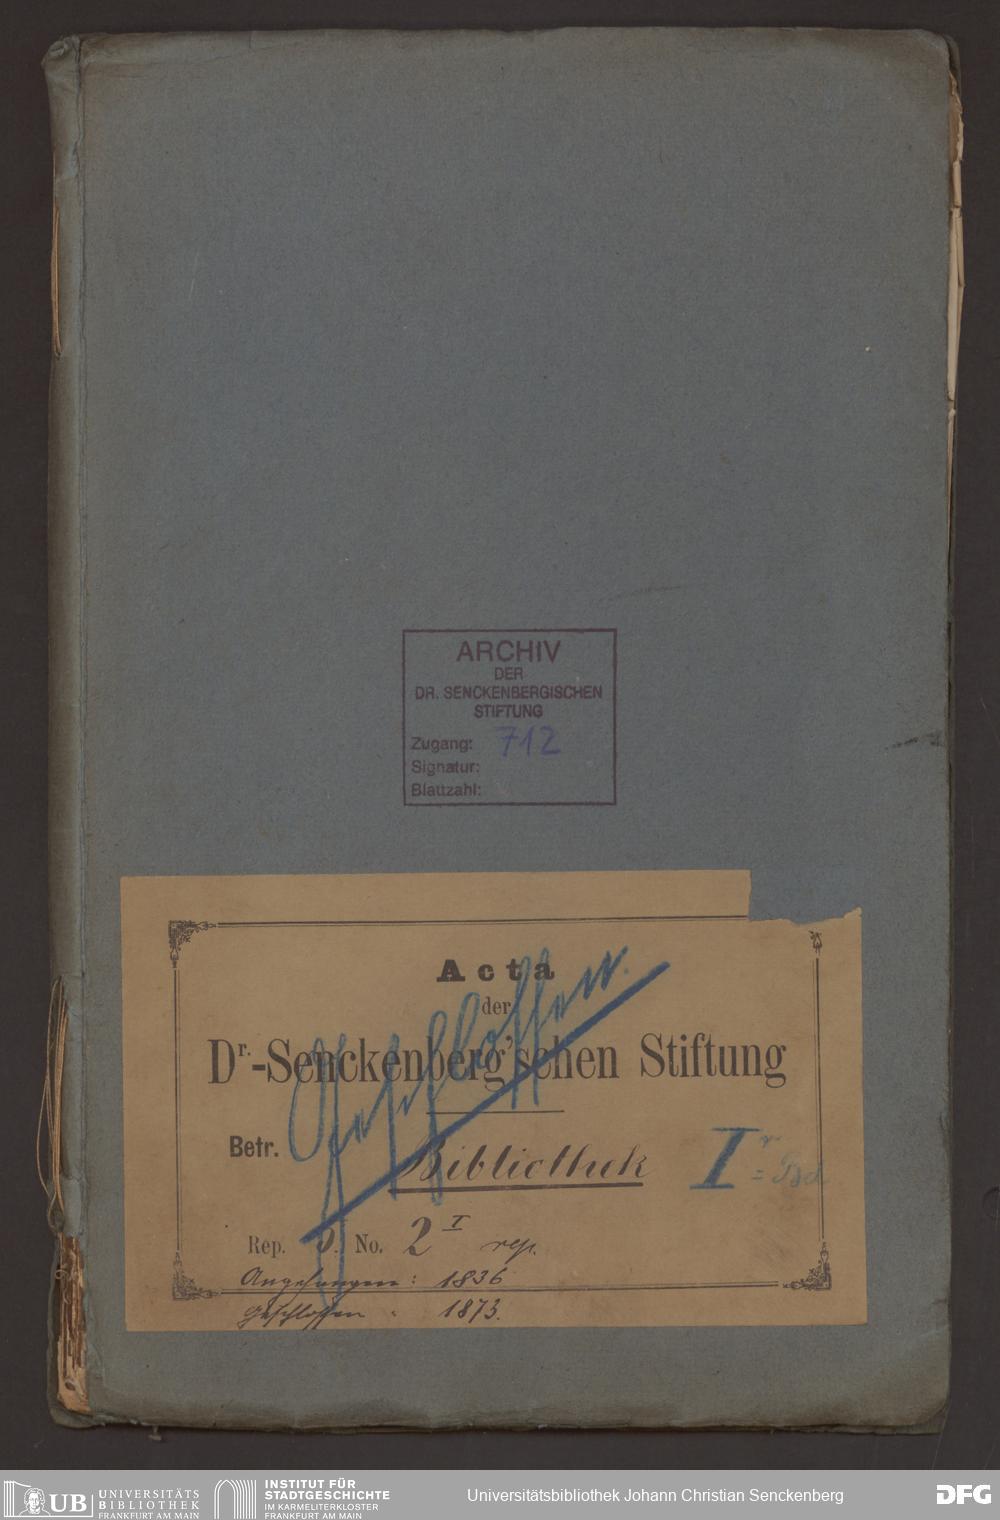 ARCHIV
DER
DR. SENCKENBERGISCHEN
STIFTUNG
Zugang: 712
Signatur:
Blattzahl:
Acta
der
Dr.-Senckenberg'schen Stiftung
Geschlossen.
Betr. Bibliothek Ir Bd
Rep. No. 2 I rep.
Angefangen: 1836
Geschlossen " 1873.
UB UNIVERSITÄTS
BIBLIOTHEK
FRANKFURT AM MAIN
INSTITUT FÜR
STADTGESCHICHTE
IM KARMELITERKLOSTER
FRANKFURT AM MAIN
Universitätsbibliothek Johann Christian Senckenberg
DFG
DFG